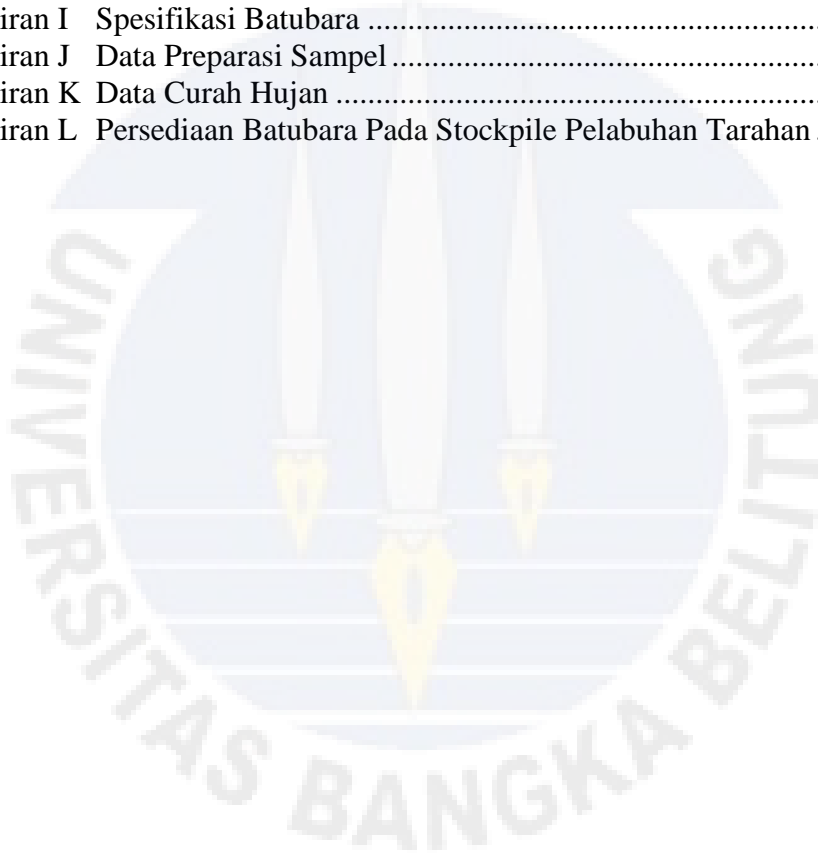 iran I Spesifikasi Batubara ........................................................................
iran J Data Preparasi Sampel .....................................................................
iran K Data Curah Hujan .............................................................................
iran L Persediaan Batubara Pada Stockpile Pelabuhan Tarahan .
UNIVERSITAS BANGKA BELITUNG